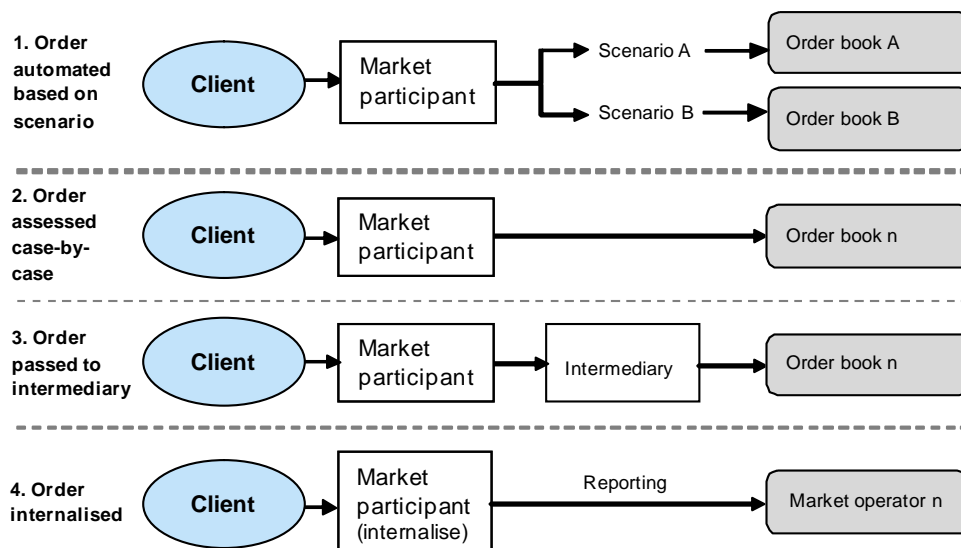 1. Order
automated
based on
scenario
Client
Market
participant
Scenario A
Order book A
Scenario B
Order book B
2. Order
assessed
case-by-
case
Client
Market
participant
Order book n
3. Order
passed to
intermediary
Client
Market
participant
Intermediary
Order book n
4. Order
internalised
Client
Market
participant
(internalise)
Reporting
Market operator n